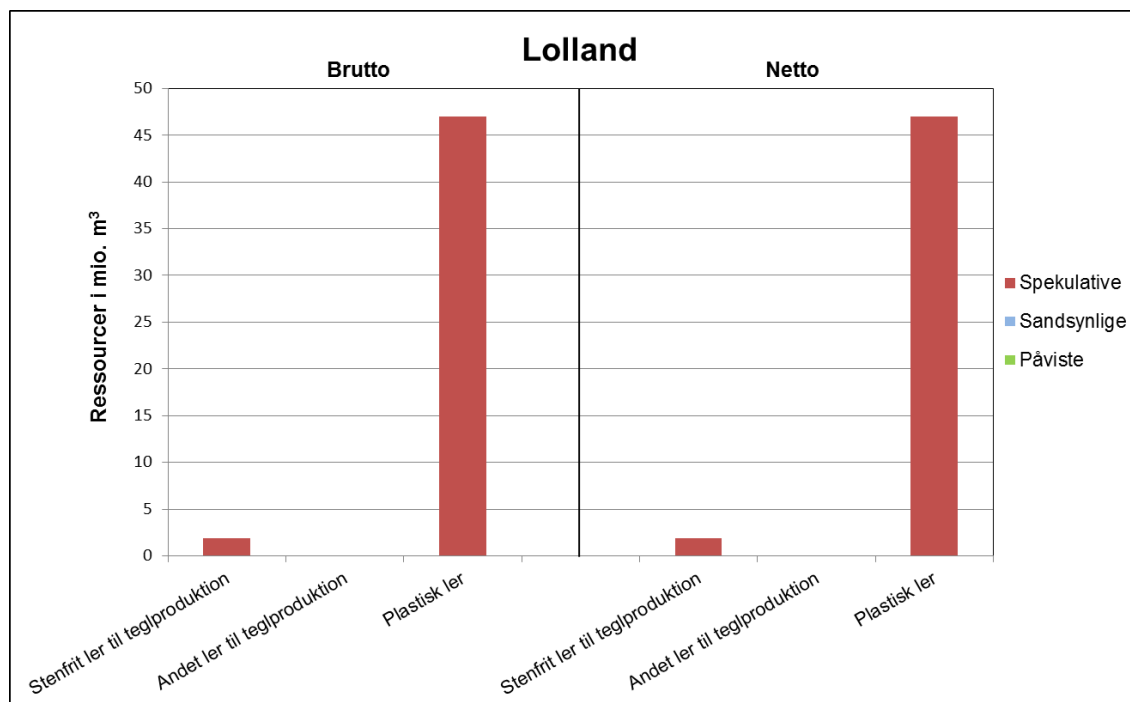 Lolland
Brutto
Netto
Ressourcer i mio. m³
50
45
40
35
30
25
20
15
10
5
0
Stenfrit ler til teglproduktion
Andet ler til teglproduktion
Plastisk ler
Stenfrit ler til teglproduktion
Andet ler til teglproduktion
Plastisk ler
Spekulative
Sandsynlige
Påviste